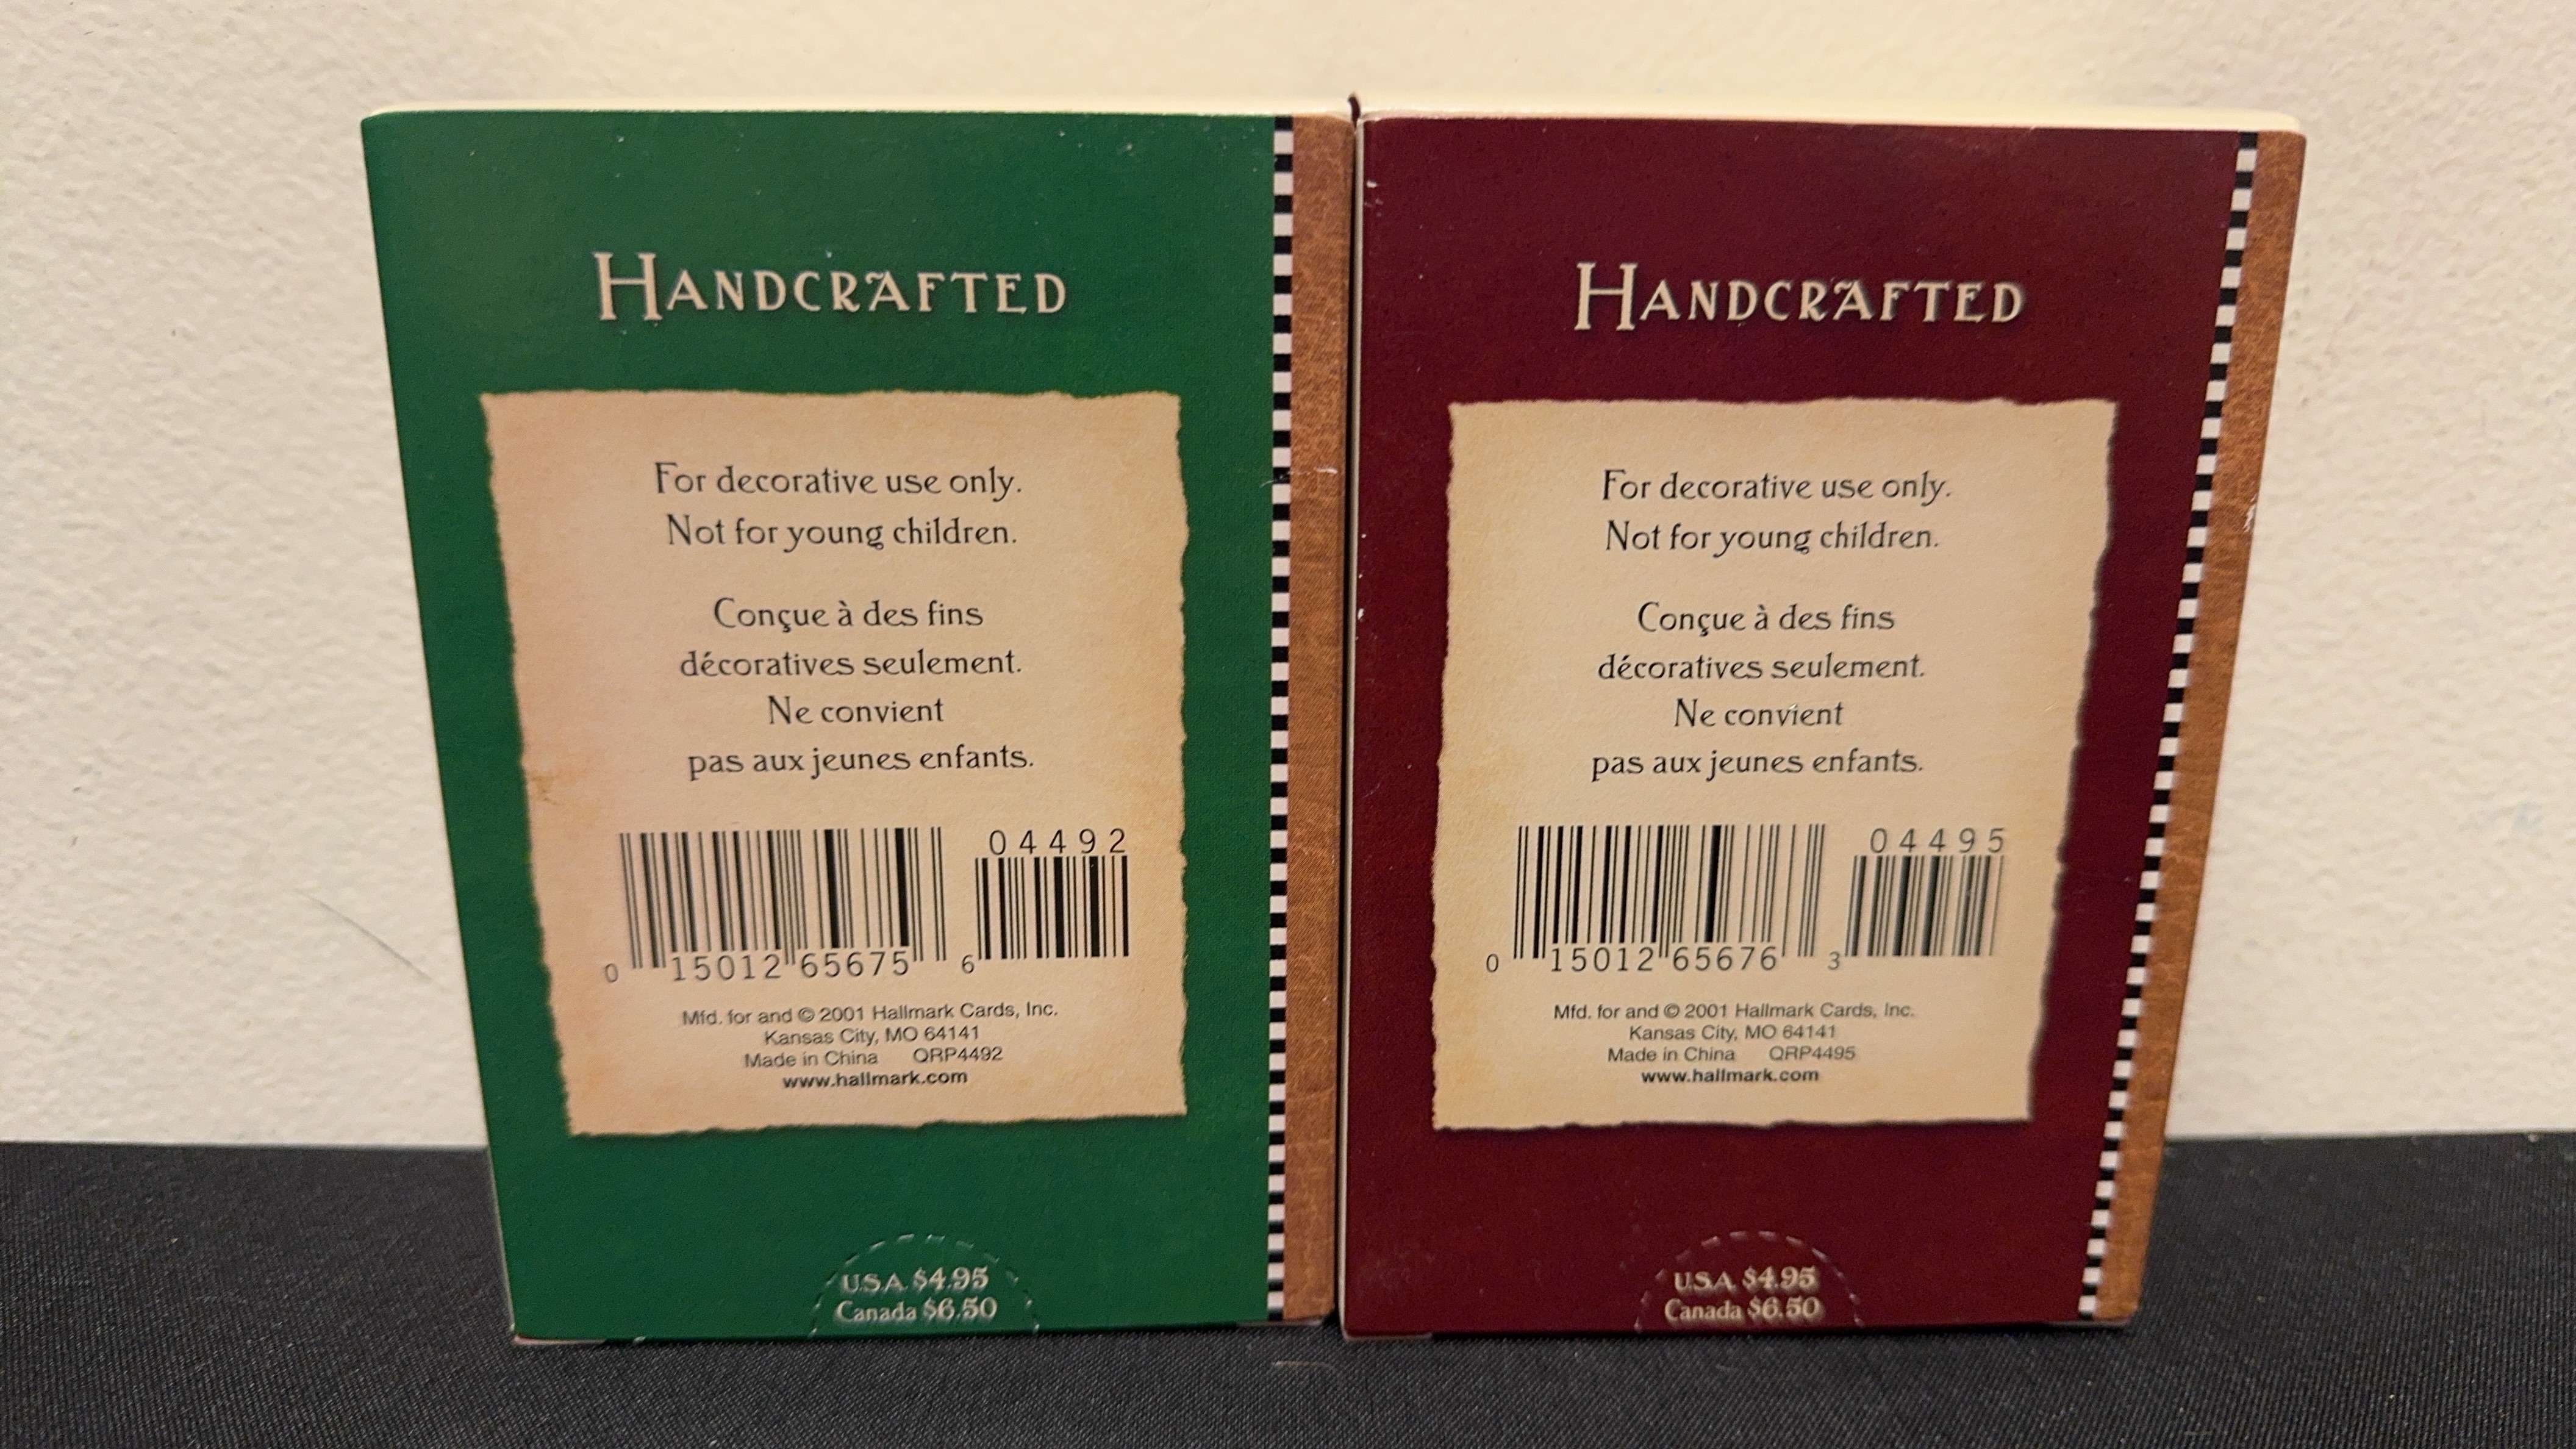 HANDCRAFTED
For decorative use only.
Not for young children.
Conçue à des fins
décoratives seulement.
Ne convient
pas aux jeunes enfants.
04492
0 15012 65675 6
Mfd. for and © 2001 Hallmark Cards, Inc.
Kansas City, MO 64141
Made in China QRP4492
www.hallmark.com
U.S.A. $4.95
Canada $6.50
HANDCRAFTED
For decorative use only.
Not for young children.
Conçue à des fins
décoratives seulement.
Ne convient
pas aux jeunes enfants.
04495
0 15012 65676 3
Mfd. for and © 2001 Hallmark Cards, Inc.
Kansas City, MO 64141
Made in China QRP4495
www.hallmark.com
U.S.A. $4.95
Canada $6.50